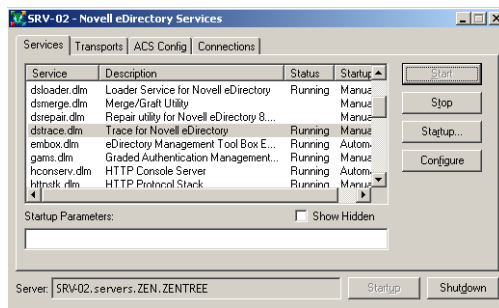 SRV-02 - Novell eDirectory Services
Services Transports ACS Config Connections
Service Description Status Startup
dsloader.dlm Loader Service for Novell eDirectory Running Manua
dsmerge.dlm Merge/Graft Utility Manua
dsrepair.dlm Repair utility for Novell eDirectory 8.... Manua
dstrace.dlm Trace for Novell eDirectory Running Manua
embox.dlm eDirectory Management Tool Box E... Running Autom
gams.dlm Graded Authentication Management... Running Manua
hconserv.dlm HTTP Console Server Running Autom
httpstk.dlm HTTP Protocol Stack Running Manua
Start
Stop
Startup...
Configure
Startup Parameters: Show Hidden
Server: SRV-02.servers.ZEN.ZENTREE Startup Shutdown